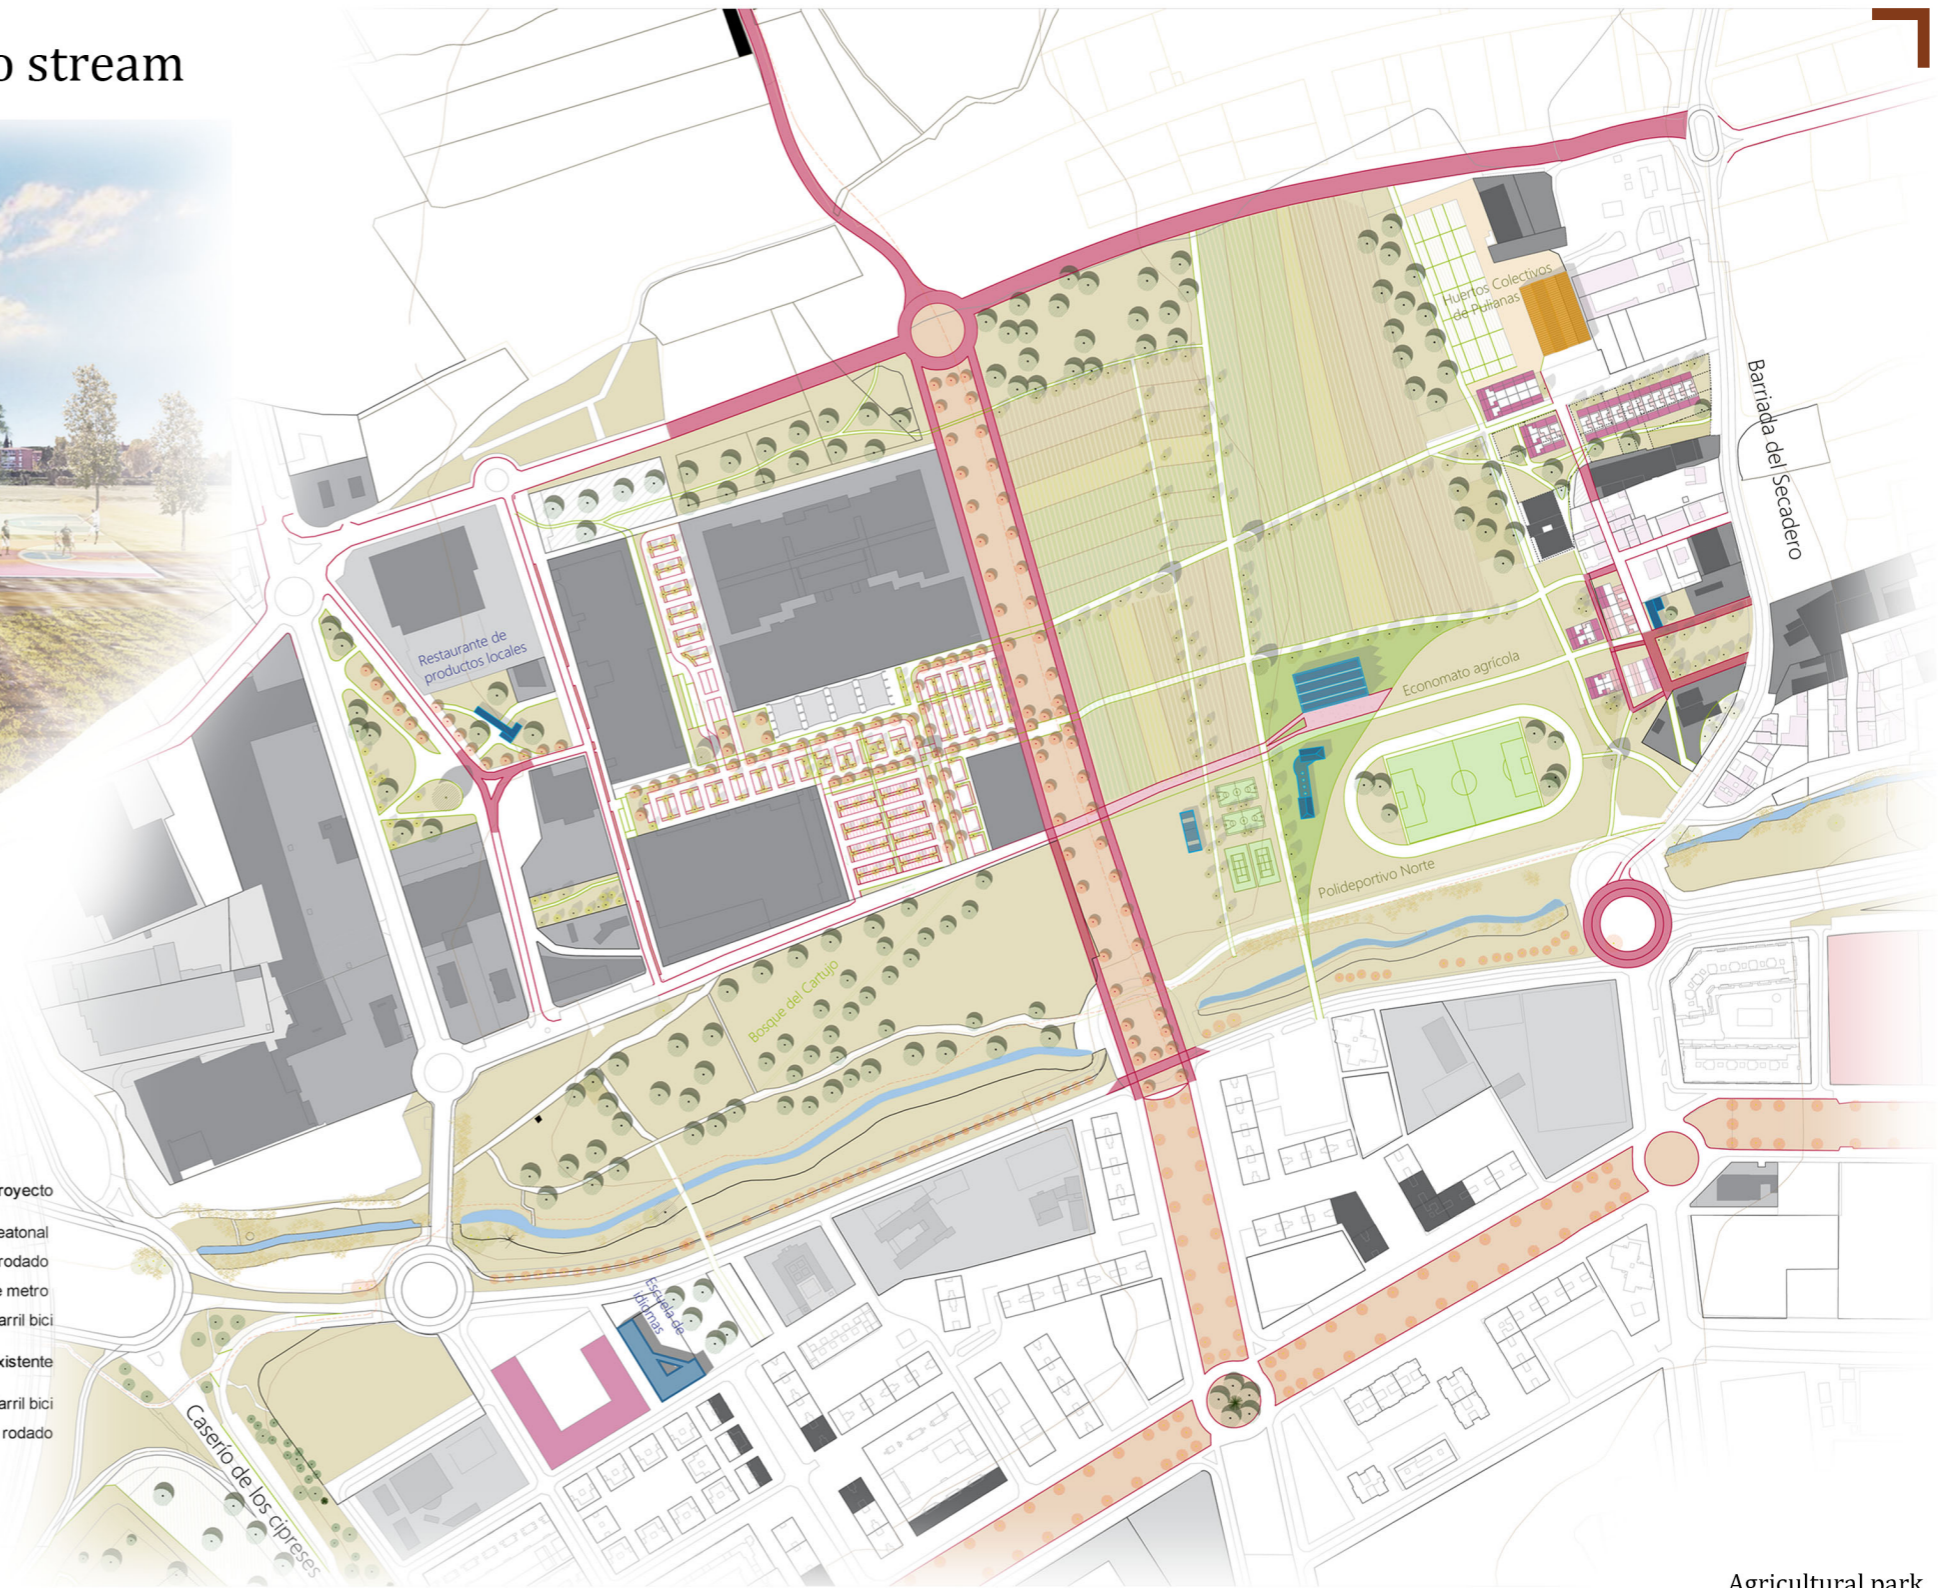 o stream
Huertos Colectivos
de Pulianas
Barriada del Secadero
Restaurante de
productos locales
Economato agrícola
Polideportivo Norte
Bosque del Cartujo
royecto
eatonal
rodado
e metro
arril bici
xistente
arril bici
rodado
Escuela de
idiomas
Caserío de los cipreses
Agricultural park